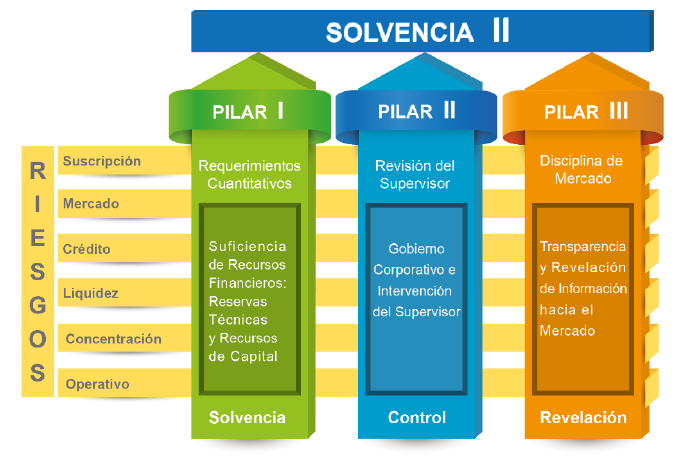 SOLVENCIA II
PILAR I
PILAR II
PILAR III
RIESGOS
Suscripción
Mercado
Crédito
Liquidez
Concentración
Operativo
Requerimientos
Cuantitativos
Suficiencia
de Recursos
Financieros:
Reservas
Técnicas
y Recursos
de Capital
Solvencia
Revisión del
Supervisor
Gobierno
Corporativo e
Intervención
del Supervisor
Control
Disciplina de
Mercado
Transparencia
y Revelación
de Información
hacia el
Mercado
Revelación